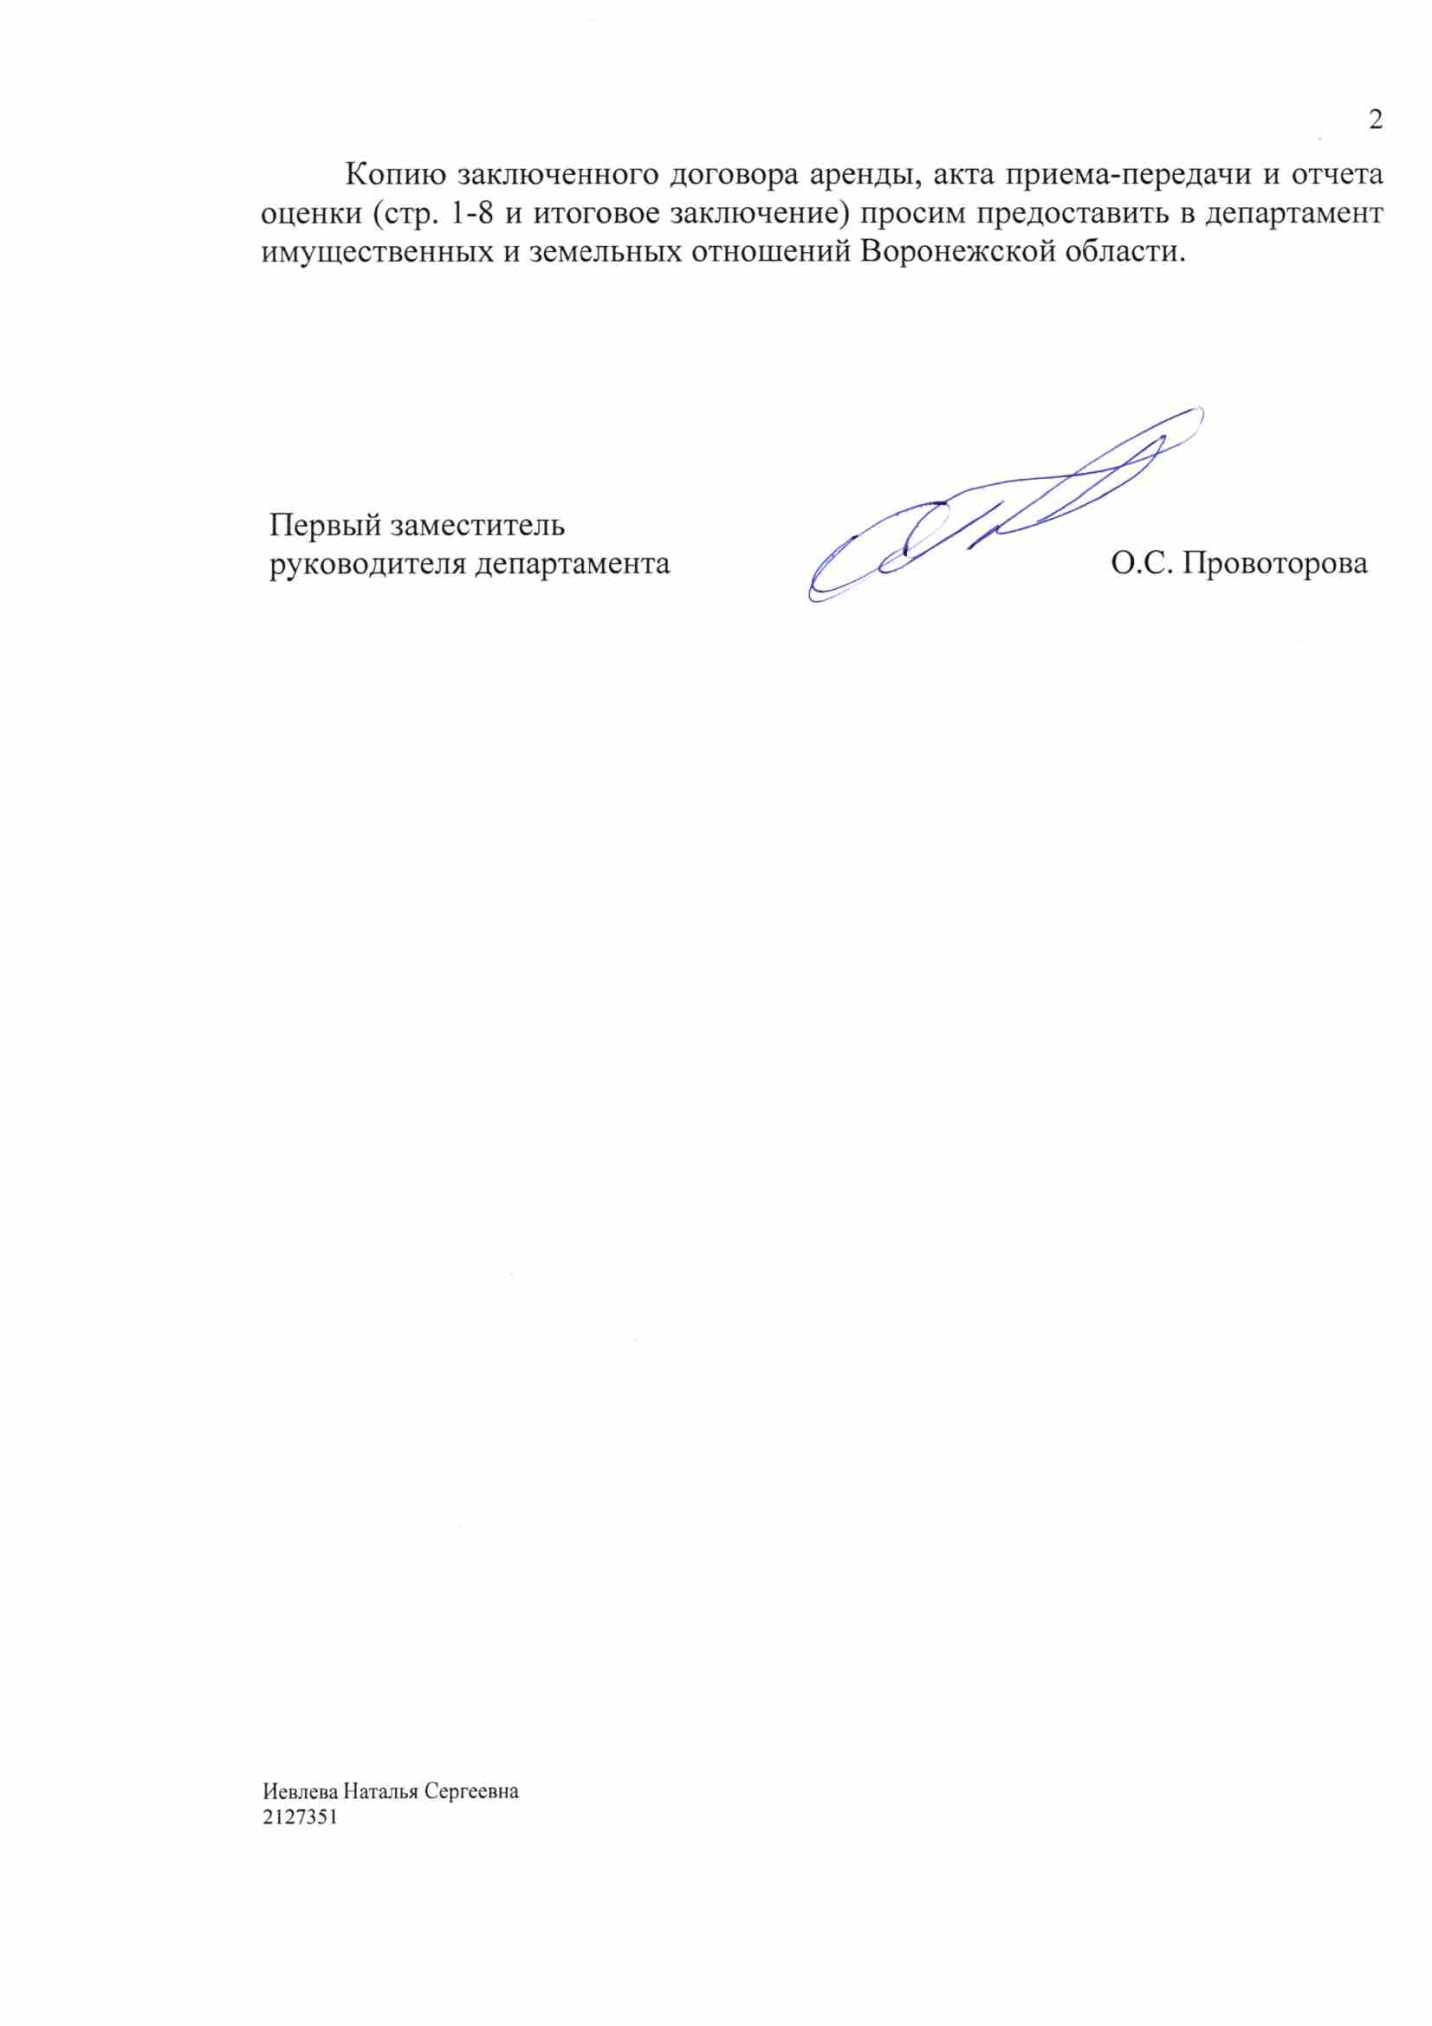 2
Копию заключенного договора аренды, акта приема-передачи и отчета
оценки (стр. 1-8 и итоговое заключение) просим предоставить в департамент
имущественных и земельных отношений Воронежской области.
Первый заместитель
руководителя департамента
О.С. Провоторова
Иевлева Наталья Сергеевна
2127351